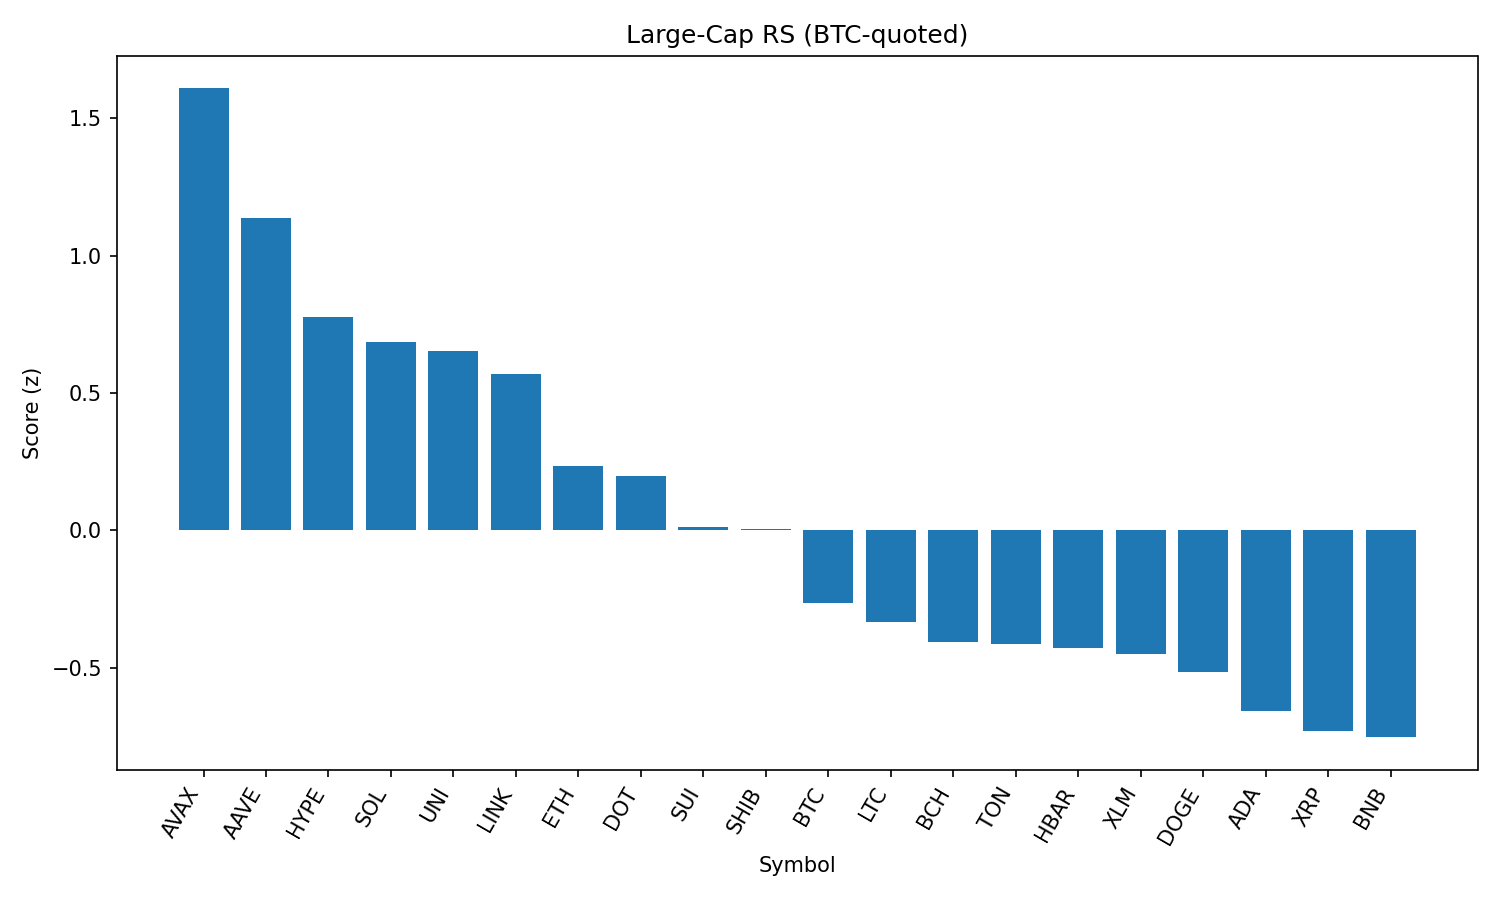 Large-Cap RS (BTC-quoted)
Score (z)
1.5
1.0
0.5
0.0
−0.5
AVAX
AAVE
HYPE
SOL
UNI
LINK
ETH
DOT
SUI
SHIB
BTC
LTC
BCH
TON
HBAR
XLM
DOGE
ADA
XRP
BNB
Symbol